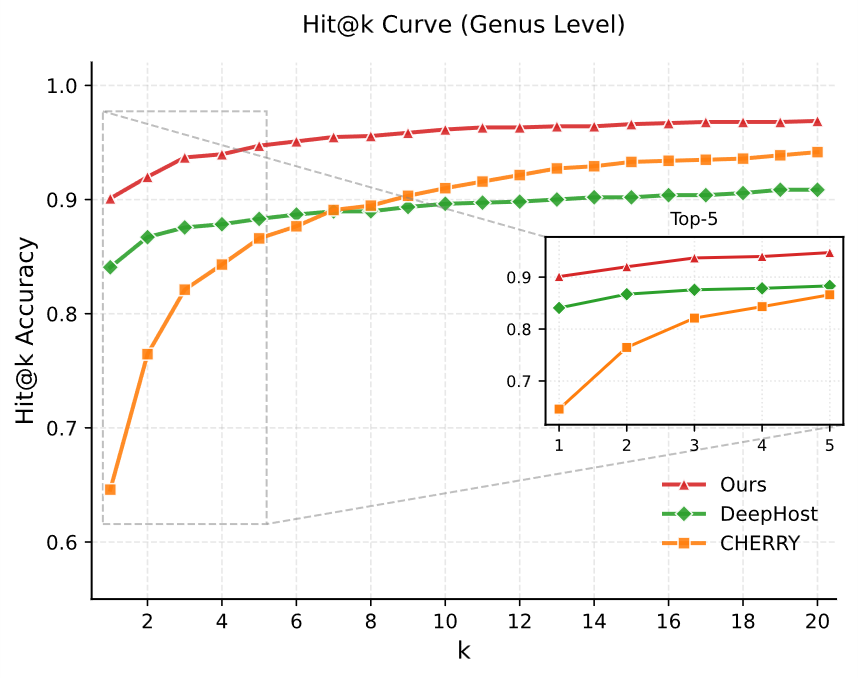 Hit@k Curve (Genus Level)
Hit@k Accuracy
1.0
0.9
0.8
0.7
0.6
Top-5
0.9
0.8
0.7
1 2 3 4 5
Ours
DeepHost
CHERRY
2 4 6 8 10 12 14 16 18 20
k